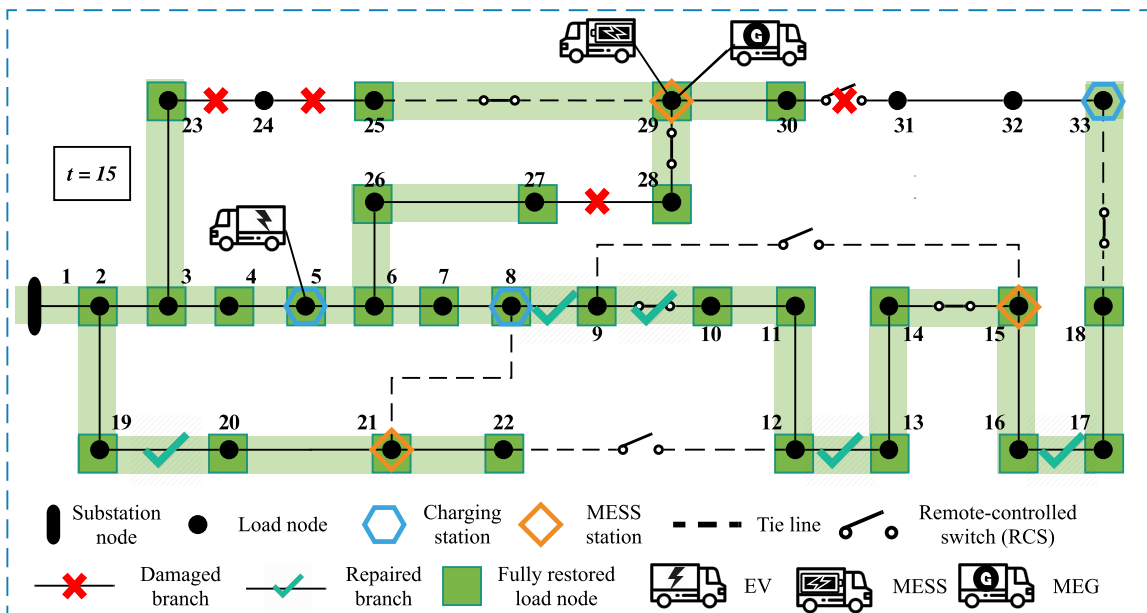 23 24 25 29 30 31 32 33
t = 15
26 27 28
1 2 3 4 5 6 7 8 9 10 11 14 15 18
19 20 21 22 12 13 16 17
Substation
node
Load node
Charging
station
MESS
station
Tie line
Remote-controlled
switch (RCS)
Damaged
branch
Repaired
branch
Fully restored
load node
EV
MESS
G
MEG
G